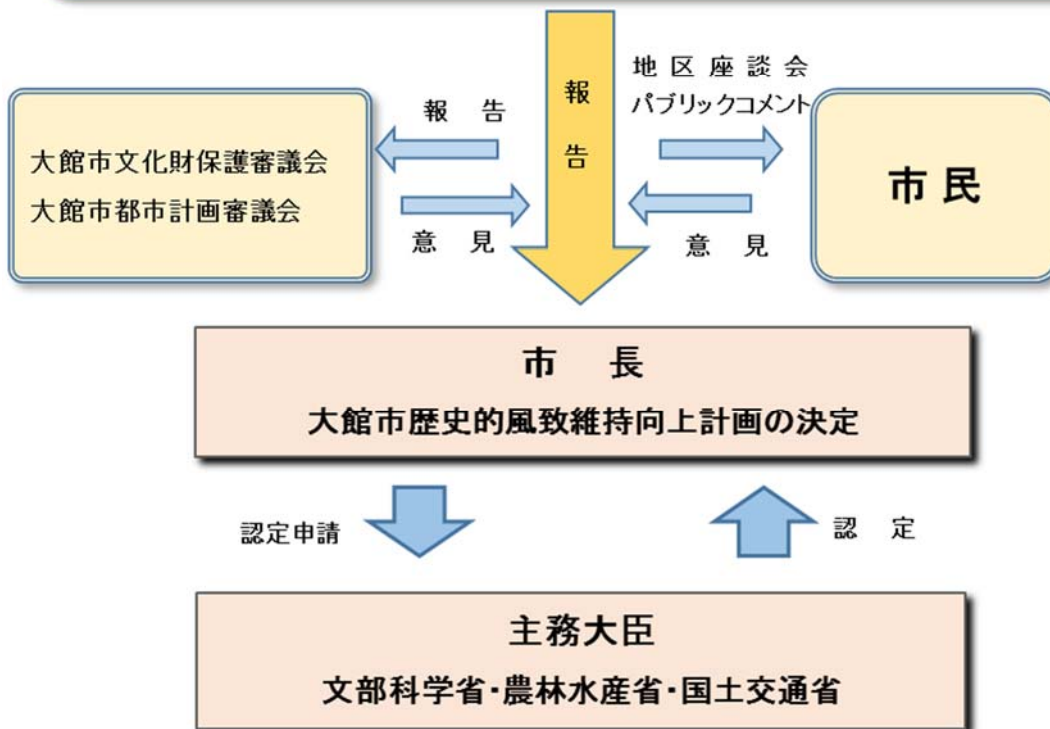 地区座談会
パブリックコメント
報告
報告
意見
意見
大館市文化財保護審議会
大館市都市計画審議会
市民
市長
大館市歴史的風致維持向上計画の決定
認定申請
認定
主務大臣
文部科学省・農林水産省・国土交通省